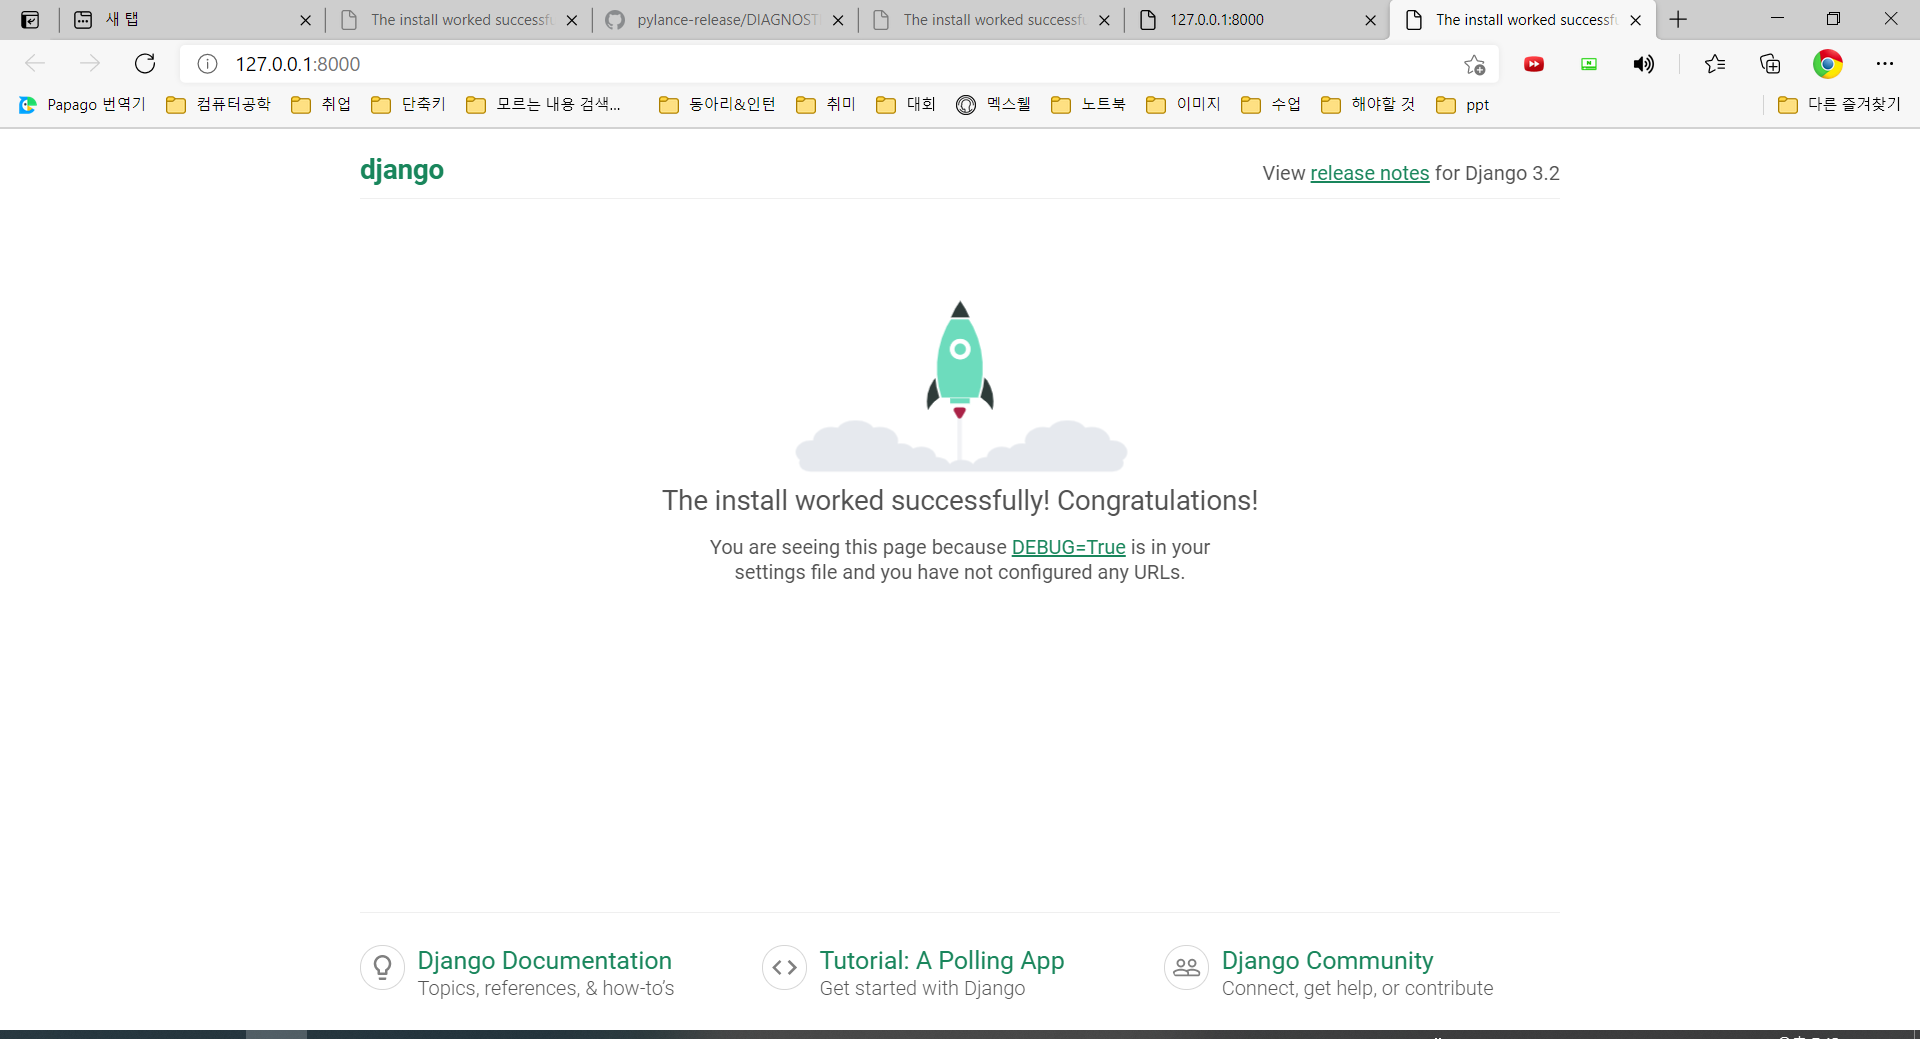 새 탭
The install worked successfu
pylance-release/DIAGNOST
The install worked successfu
127.0.0.1:8000
The install worked successfu
127.0.0.1:8000
Papago 번역기
컴퓨터공학
취업
단축키
모르는 내용 검색...
동아리&인턴
취미
대회
멕스웰
노트북
이미지
수업
해야할 것
ppt
다른 즐겨찾기
django
View release notes for Django 3.2
The install worked successfully! Congratulations!
You are seeing this page because DEBUG=True is in your
settings file and you have not configured any URLs.
Django Documentation
Topics, references, & how-to’s
Tutorial: A Polling App
Get started with Django
Django Community
Connect, get help, or contribute